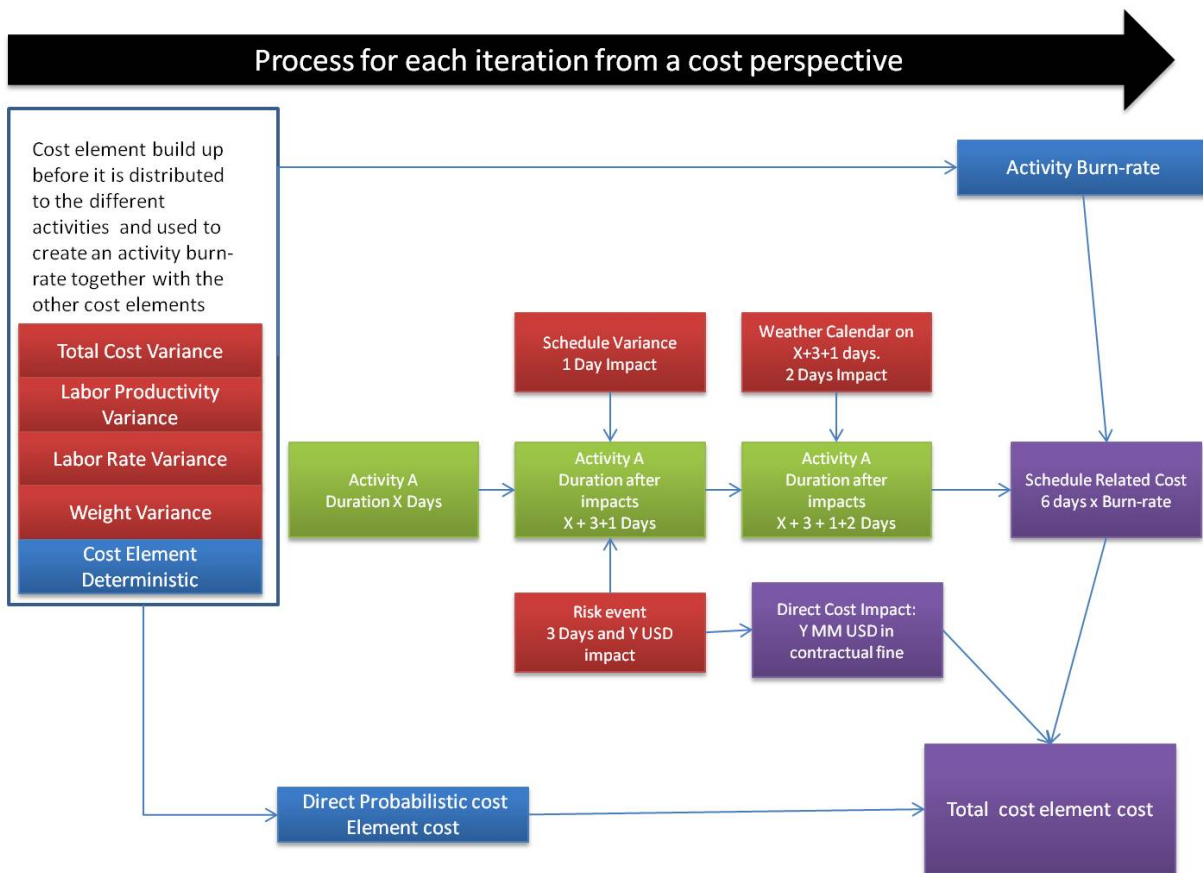 Process for each iteration from a cost perspective
Cost element build up
before it is distributed
to the different
activities and used to
create an activity burn-
rate together with the
other cost elements
Total Cost Variance
Labor Productivity
Variance
Labor Rate Variance
Weight Variance
Cost Element
Deterministic
Activity Burn-rate
Schedule Variance
1 Day Impact
Weather Calendar on
X+3+1 days.
2 Days Impact
Activity A
Duration X Days
Activity A
Duration after
impacts
X + 3+1 Days
Activity A
Duration after
impacts
X + 3 + 1+2 Days
Schedule Related Cost
6 days x Burn-rate
Risk event
3 Days and Y USD
impact
Direct Cost Impact:
Y MM USD in
contractual fine
Direct Probabilistic cost
Element cost
Total cost element cost